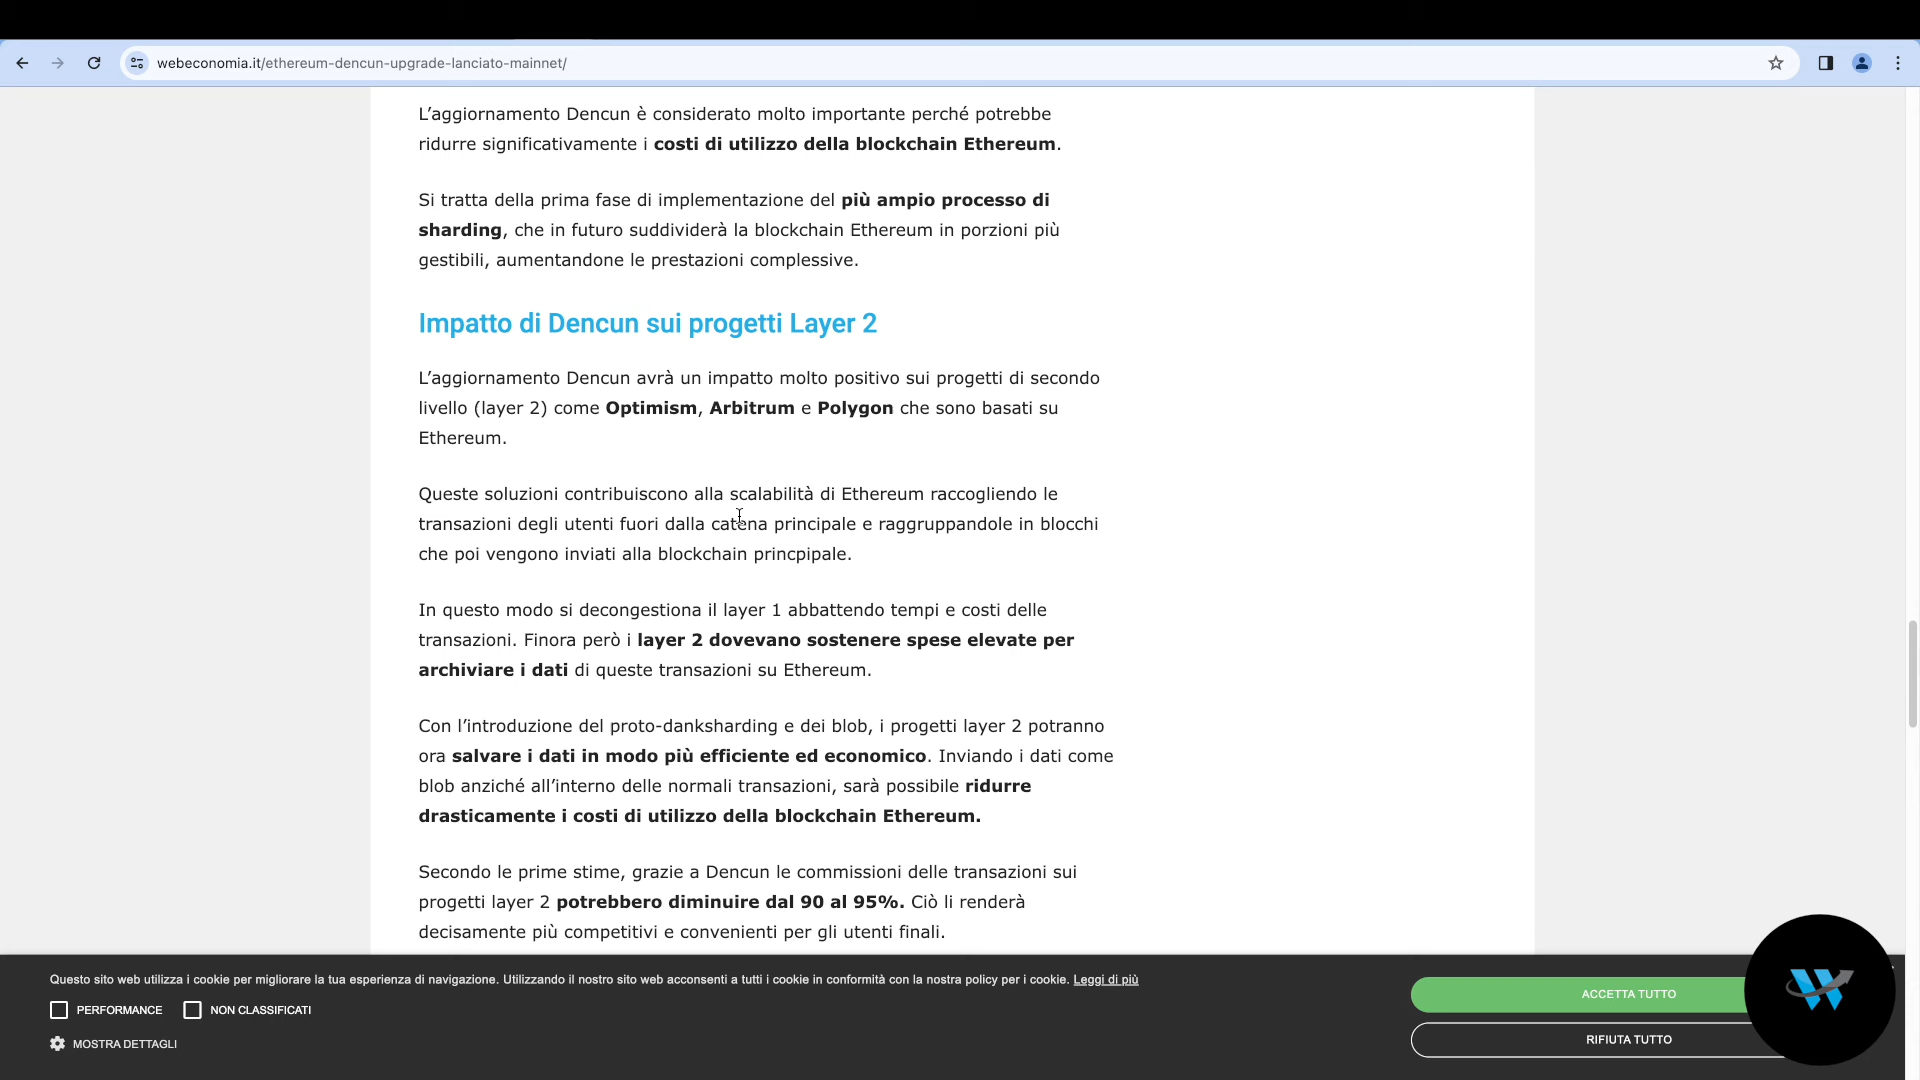 webeconomia.it/ethereum-dencun-upgrade-lanciato-mainnet/
L’aggiornamento Dencun è considerato molto importante perché potrebbe
ridurre significativamente i costi di utilizzo della blockchain Ethereum.
Si tratta della prima fase di implementazione del più ampio processo di
sharding, che in futuro suddividerà la blockchain Ethereum in porzioni più
gestibili, aumentandone le prestazioni complessive.
Impatto di Dencun sui progetti Layer 2
L’aggiornamento Dencun avrà un impatto molto positivo sui progetti di secondo
livello (layer 2) come Optimism, Arbitrum e Polygon che sono basati su
Ethereum.
Queste soluzioni contribuiscono alla scalabilità di Ethereum raccogliendo le
transazioni degli utenti fuori dalla catena principale e raggruppandole in blocchi
che poi vengono inviati alla blockchain princpipale.
In questo modo si decongestiona il layer 1 abbattendo tempi e costi delle
transazioni. Finora però i layer 2 dovevano sostenere spese elevate per
archiviare i dati di queste transazioni su Ethereum.
Con l’introduzione del proto-danksharding e dei blob, i progetti layer 2 potranno
ora salvare i dati in modo più efficiente ed economico. Inviando i dati come
blob anziché all’interno delle normali transazioni, sarà possibile ridurre
drasticamente i costi di utilizzo della blockchain Ethereum.
Secondo le prime stime, grazie a Dencun le commissioni delle transazioni sui
progetti layer 2 potrebbero diminuire dal 90 al 95%. Ciò li renderà
decisamente più competitivi e convenienti per gli utenti finali.
Questo sito web utilizza i cookie per migliorare la tua esperienza di navigazione. Utilizzando il nostro sito web acconsenti a tutti i cookie in conformità con la nostra policy per i cookie. Leggi di più
PERFORMANCE NON CLASSIFICATI
MOSTRA DETTAGLI
ACCETTA TUTTO
RIFIUTA TUTTO
W